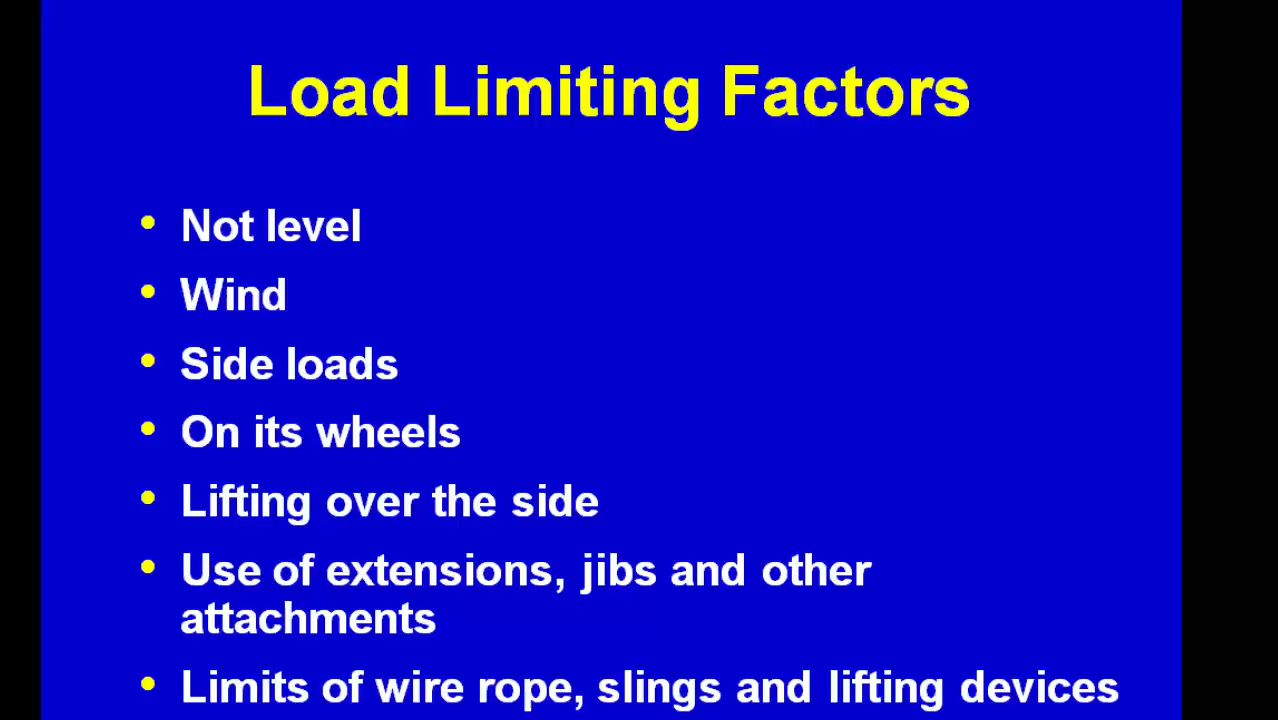 Load Limiting Factors
• Not level
• Wind
• Side loads
• On its wheels
• Lifting over the side
• Use of extensions, jibs and other
attachments
• Limits of wire rope, slings and lifting devices